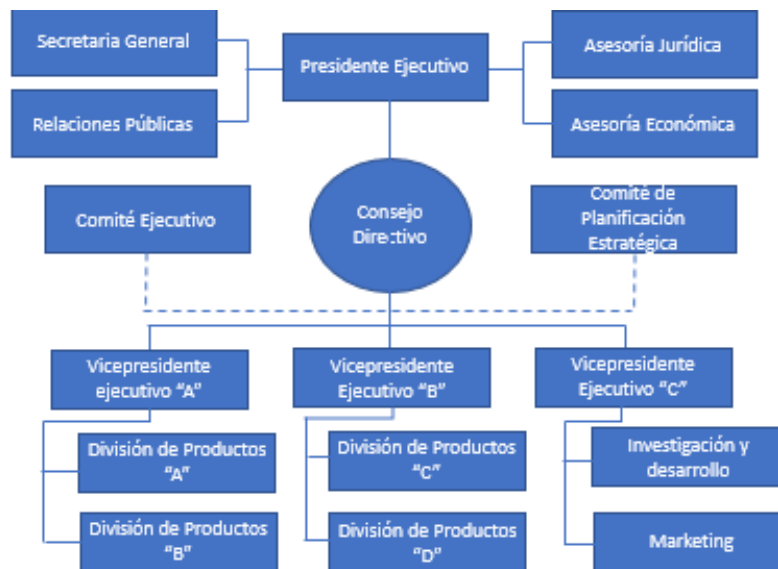 Secretaria General
Presidente Ejecutivo
Asesoría Jurídica
Relaciones Públicas
Asesoría Económica
Comité Ejecutivo
Consejo
Directivo
Comité de
Planificación
Estratégica
Vicepresidente
ejecutivo “A”
Vicepresidente
Ejecutivo “B”
Vicepresidente
Ejecutivo “C”
División de Productos
“A”
División de Productos
“C”
Investigación y
desarrollo
División de Productos
“B”
División de Productos
“D”
Marketing